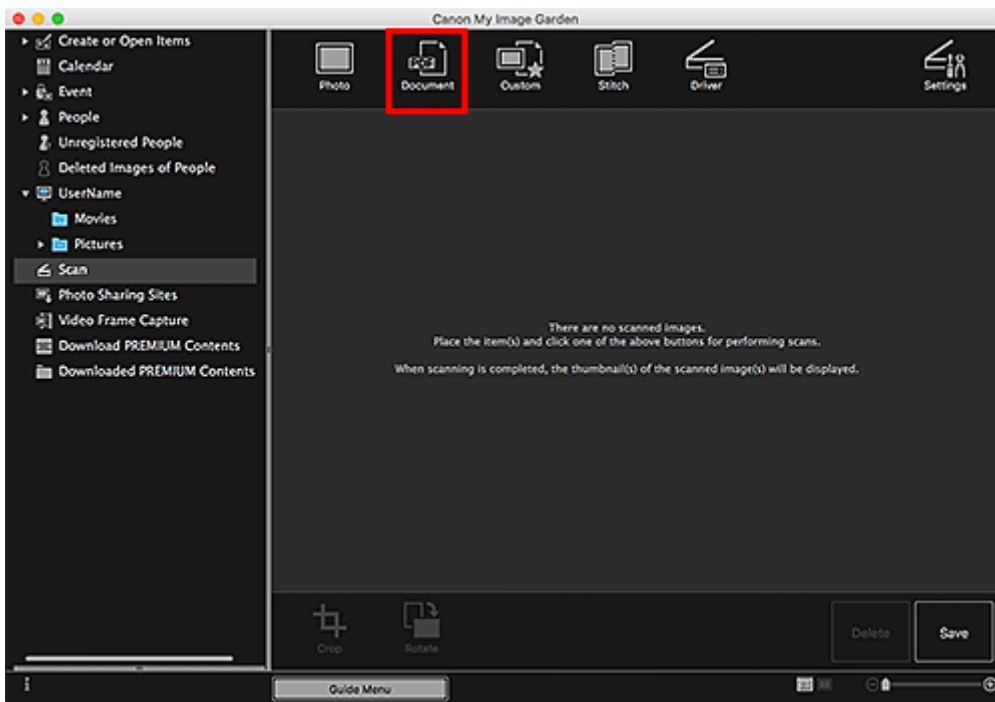 Canon My Image Garden
Create or Open Items
Calendar
Event
People
Unregistered People
Deleted Images of People
UserName
Movies
Pictures
Scan
Photo Sharing Sites
Video Frame Capture
Download PREMIUM Contents
Downloaded PREMIUM Contents
Photo
Document
Custom
Stitch
Driver
Settings
There are no scanned images.
Place the item(s) and click one of the above buttons for performing scans.
When scanning is completed, the thumbnail(s) of the scanned image(s) will be displayed.
Crop
Rotate
Delete
Save
Guide Menu